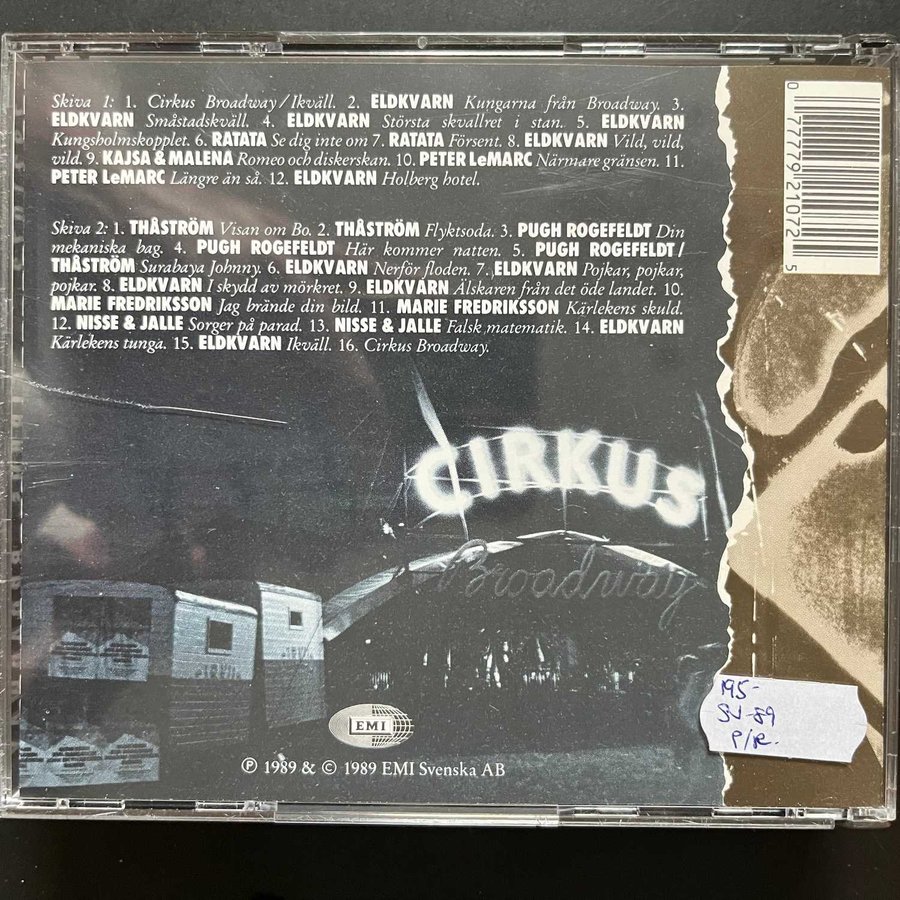 Skiva 1: 1. Cirkus Broadway/Ikväll. 2. ELDKVARN Kungarna från Broadway. 3.
ELDKVARN Småstadskväll. 4. ELDKVARN Största skvallret i stan. 5. ELDKVARN
Kungsholmskopplet. 6. RATATA Se dig inte om 7. RATATA Försent. 8. ELDKVARN Vild, vild,
vild. 9. KAJSA & MALENA Romeo och diskerskan. 10. PETER LeMARC Närmare gränsen. 11.
PETER LeMARC Längre än så. 12. ELDKVARN Holberg hotel.
Skiva 2: 1. THÅSTRÖM Visan om Bo. 2. THÅSTRÖM Flyktsoda. 3. PUGH ROGEFELDT Din
mekaniska bag. 4. PUGH ROGEFELDT Här kommer natten. 5. PUGH ROGEFELDT/
THÅSTRÖM Surabaya Johnny. 6. ELDKVARN Nerför floden. 7. ELDKVARN Pojkar, pojkar,
pojkar. 8. ELDKVARN I skydd av mörkret. 9. ELDKVARN Älskaren från det öde landet. 10.
MARIE FREDRIKSSON Jag brände din bild. 11. MARIE FREDRIKSSON Kärlekens skuld.
12. NISSE & JALLE Sorger på parad. 13. NISSE & JALLE Falsk matematik. 14. ELDKVARN
Kärlekens tunga. 15. ELDKVARN Ikväll. 16. Cirkus Broadway.
0 77779 21072 5
CIRKUS
Broadway
CIRKUS
CIRKUS
195-
SV-89
P/R.
EMI
Ⓟ 1989 & © 1989 EMI Svenska AB